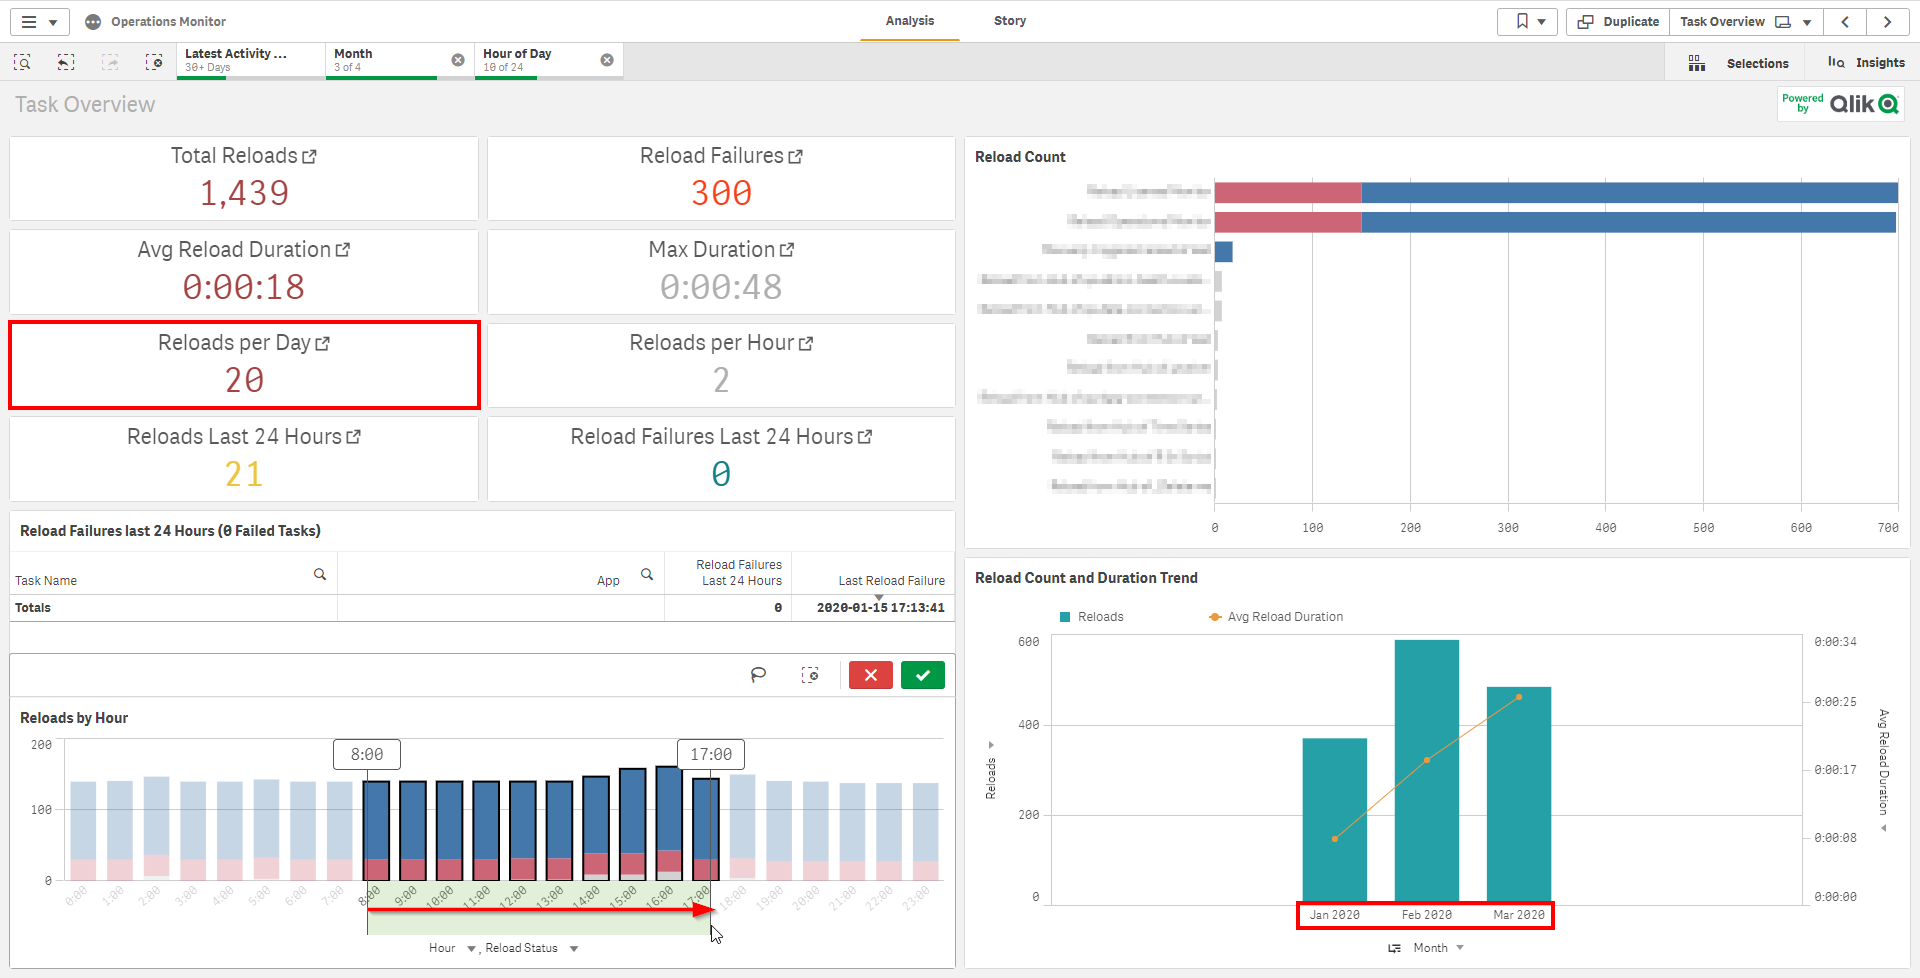 Operations Monitor
Analysis
Story
Duplicate
Task Overview
Latest Activity ...
30+ Days
Month
3 of 4
Hour of Day
10 of 24
Selections
Insights
Task Overview
Powered by
Qlik
Total Reloads
1,439
Reload Failures
300
Avg Reload Duration
0:00:18
Max Duration
0:00:48
Reloads per Day
20
Reloads per Hour
2
Reloads Last 24 Hours
21
Reload Failures Last 24 Hours
0
Reload Failures last 24 Hours (0 Failed Tasks)
Task Name
App
Reload Failures
Last 24 Hours
Last Reload Failure
Totals
0
2020-01-15 17:13:41
Reloads by Hour
200
100
0
8:00
17:00
0:00 1:00 2:00 3:00 4:00 5:00 6:00 7:00 8:00 9:00 10:00 11:00 12:00 13:00 14:00 15:00 16:00 17:00 18:00 19:00 20:00 21:00 22:00 23:00
Hour , Reload Status
Reload Count
0 100 200 300 400 500 600 700
Reload Count and Duration Trend
Reloads
Avg Reload Duration
600
400
200
0
Reloads
0:00:34
0:00:25
0:00:17
0:00:08
0:00:00
Avg Reload Duration
Jan 2020 Feb 2020 Mar 2020
Month